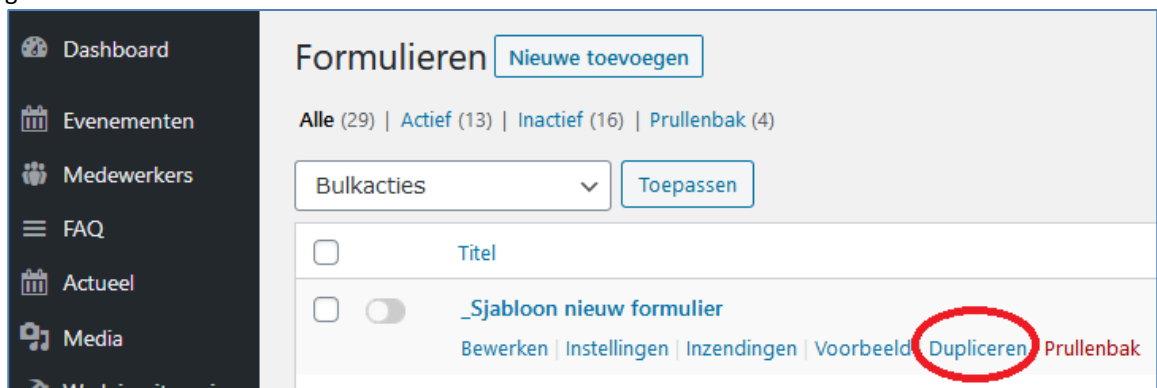 Dashboard
Evenementen
Medewerkers
FAQ
Actueel
Media
Formulieren Nieuwe toevoegen
Alle (29) | Actief (13) | Inactief (16) | Prullenbak (4)
Bulkacties Toepassen
Titel
_Sjabloon nieuw formulier
Bewerken | Instellingen | Inzendingen | Voorbeeld | Dupliceren | Prullenbak